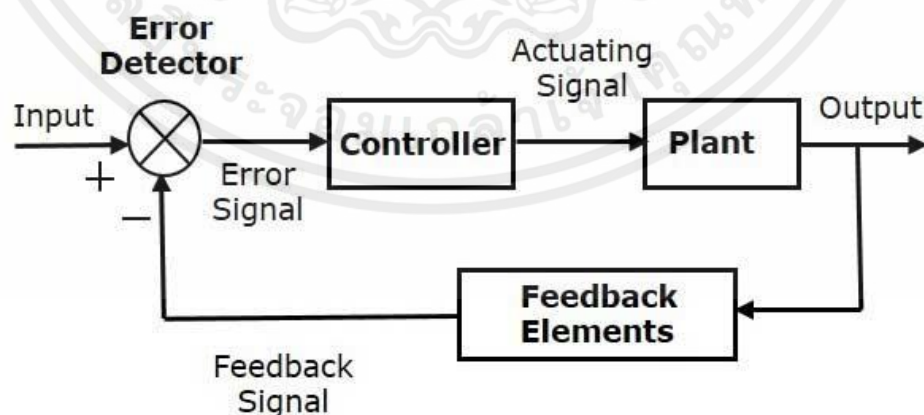 Error
Detector
Input
+
−
Error
Signal
Controller
Actuating
Signal
Plant
Output
Feedback
Elements
Feedback
Signal